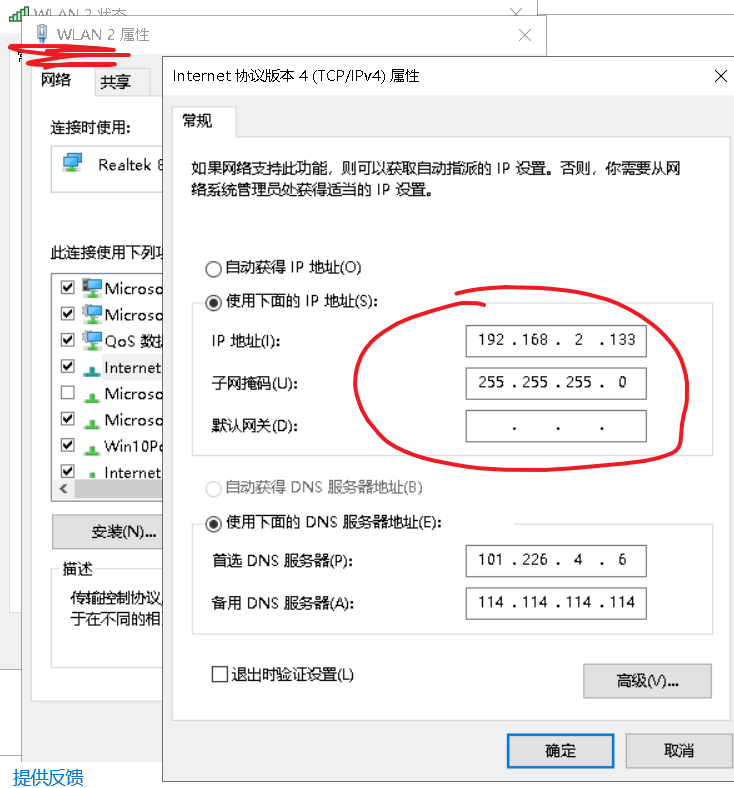 WLAN 2 状态
WLAN 2 属性
网络
共享
连接时使用:
Realtek 8
此连接使用下列项
Microso
Microso
QoS 数据
Internet
Microso
Microso
Win10Pc
Internet
安装(N)...
描述
传输控制协议
于在不同的相
提供反馈
Internet 协议版本 4 (TCP/IPv4) 属性
常规
如果网络支持此功能，则可以获取自动指派的 IP 设置。否则，你需要从网
络系统管理员处获得适当的 IP 设置。
自动获得 IP 地址(O)
使用下面的 IP 地址(S):
IP 地址(I):
192 . 168 . 2 . 133
子网掩码(U):
255 . 255 . 255 . 0
默认网关(D):
. . .
自动获得 DNS 服务器地址(B)
使用下面的 DNS 服务器地址(E):
首选 DNS 服务器(P):
101 . 226 . 4 . 6
备用 DNS 服务器(A):
114 . 114 . 114 . 114
退出时验证设置(L)
高级(V)...
确定
取消